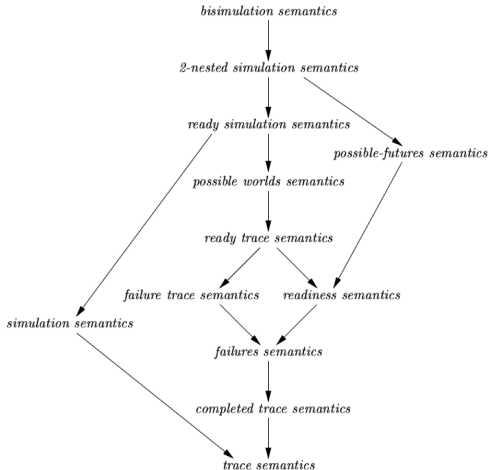 bisimulation semantics
2-nested simulation semantics
ready simulation semantics
possible-futures semantics
possible worlds semantics
ready trace semantics
failure trace semantics
readiness semantics
simulation semantics
failures semantics
completed trace semantics
trace semantics